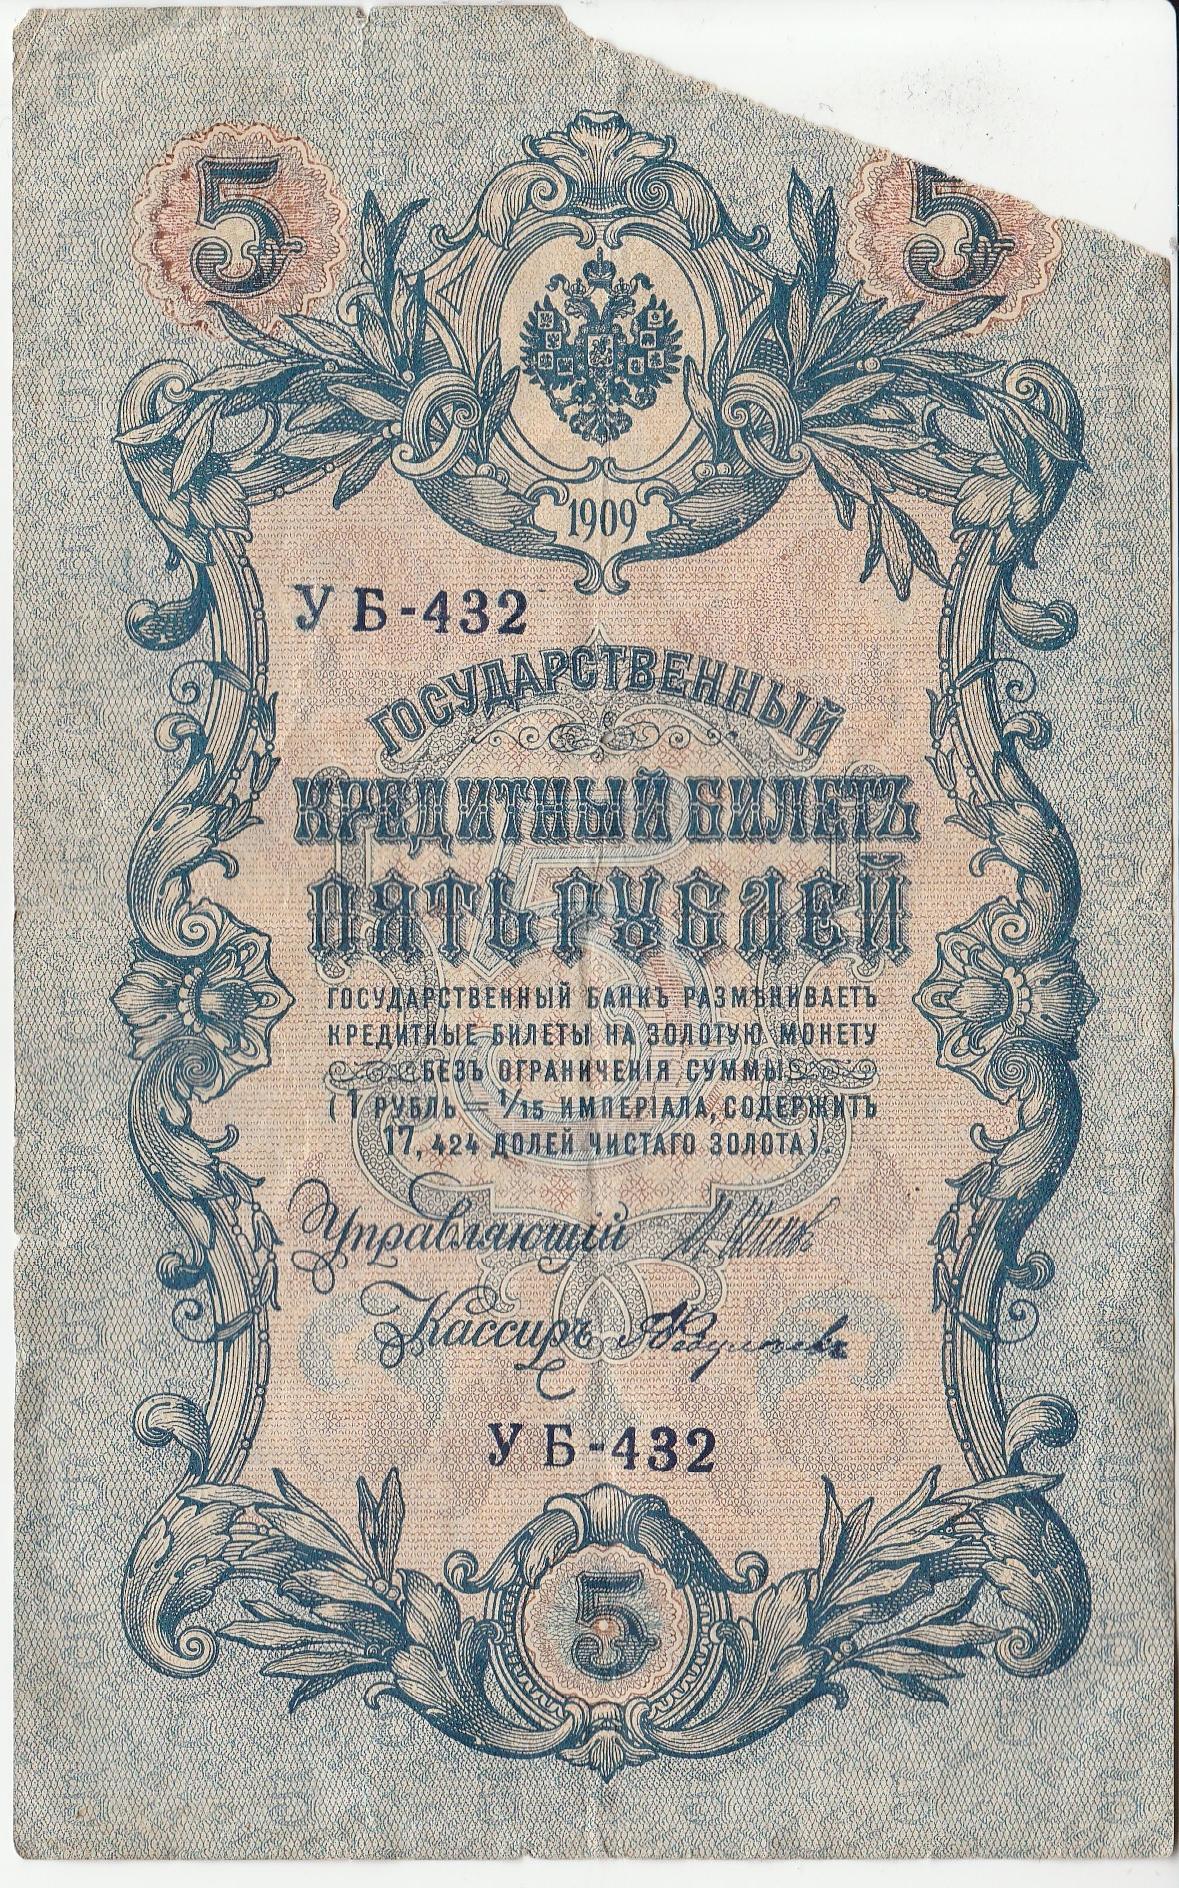 5 5
1909
УБ-432
ГОСУДАРСТВЕННЫЙ
КРЕДИТНЫЙ БИЛЕТЪ
ПЯТЬ РУБЛЕЙ
ГОСУДАРСТВЕННЫЙ БАНКЪ РАЗМѢНИВАЕТЪ
КРЕДИТНЫЕ БИЛЕТЫ НА ЗОЛОТУЮ МОНЕТУ
БЕЗЪ ОГРАНИЧЕНІЯ СУММЫ
(1 РУБЛЬ = 1/15 ИМПЕРІАЛА, СОДЕРЖИТЪ
17,424 ДОЛЕЙ ЧИСТАГО ЗОЛОТА).
Управляющій
Кассиръ
УБ-432
5